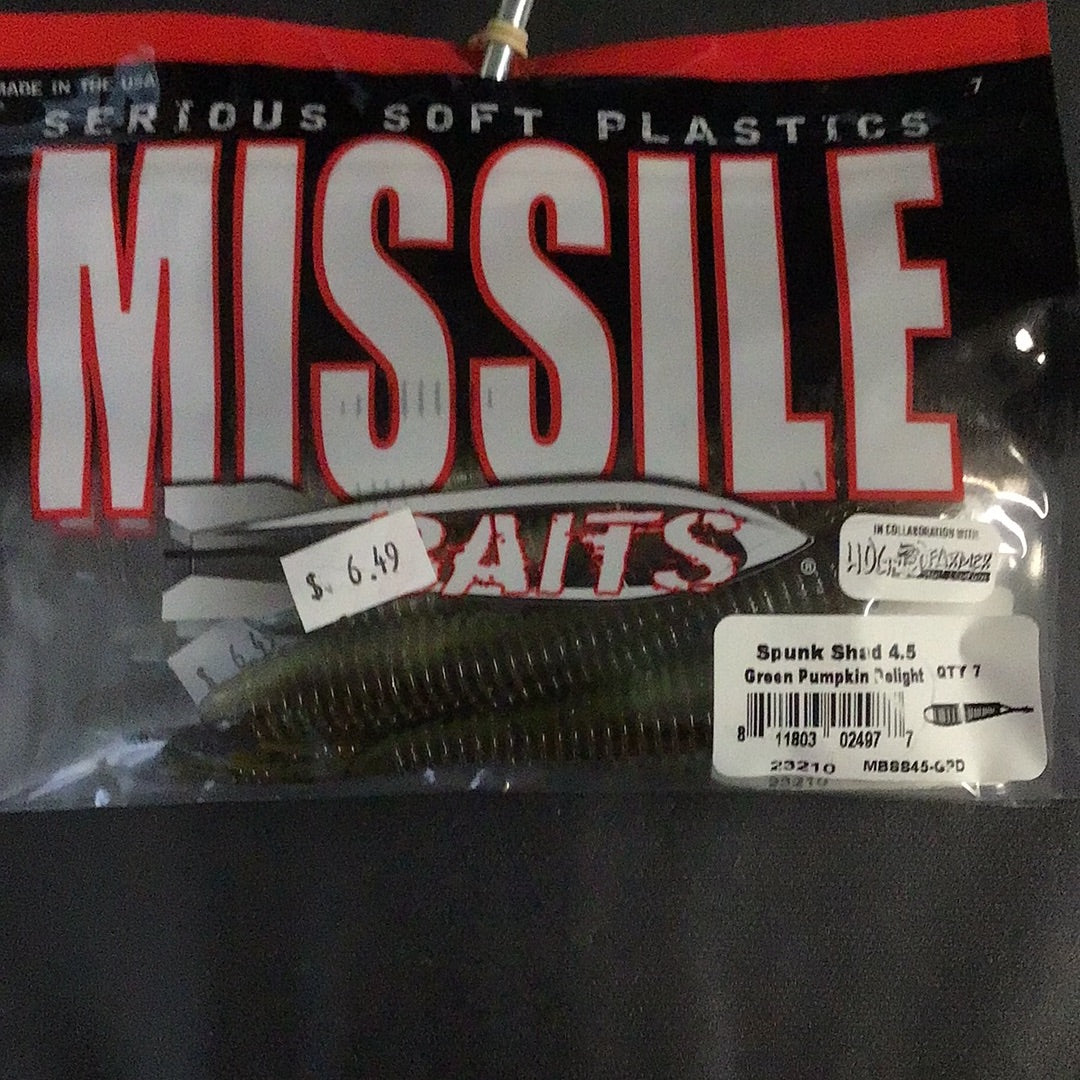 MADE IN THE USA
7
SERIOUS SOFT PLASTICS
MISSILE
BAITS
®
$. 6.49
IN COLLABORATION WITH
HOG FARMER
Spunk Shad 4.5
Green Pumpkin Delight QTY 7
8 11803 02497 7
23210 MBSS45-GPD